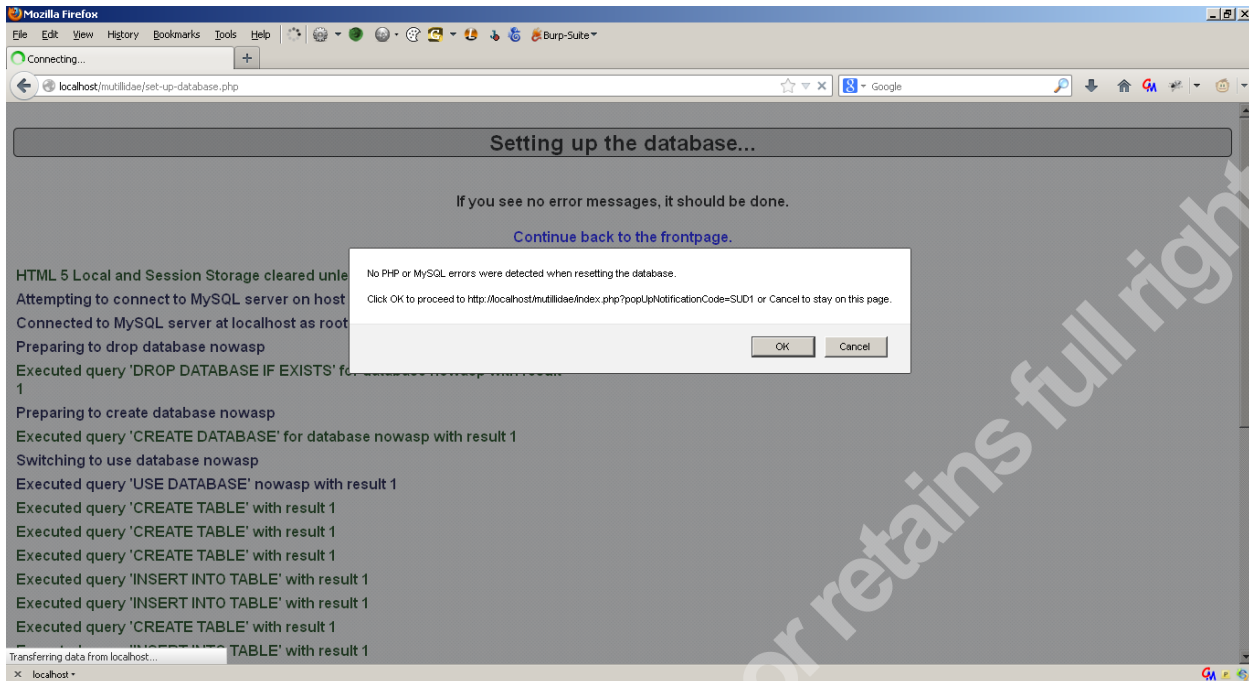 Mozilla Firefox
File Edit View History Bookmarks Tools Help Burp-Suite
Connecting...
localhost/mutillidae/set-up-database.php
Google
Setting up the database...
If you see no error messages, it should be done.
Continue back to the frontpage.
No PHP or MySQL errors were detected when resetting the database.
Click OK to proceed to http://localhost/mutillidae/index.php?popUpNotificationCode=SUD1 or Cancel to stay on this page.
OK Cancel
HTML 5 Local and Session Storage cleared
Attempting to connect to MySQL server on host
Connected to MySQL server at localhost as root
Preparing to drop database nowasp
Executed query 'DROP DATABASE IF EXISTS' for database nowasp with result
1
Preparing to create database nowasp
Executed query 'CREATE DATABASE' for database nowasp with result 1
Switching to use database nowasp
Executed query 'USE DATABASE' nowasp with result 1
Executed query 'CREATE TABLE' with result 1
Executed query 'CREATE TABLE' with result 1
Executed query 'CREATE TABLE' with result 1
Executed query 'INSERT INTO TABLE' with result 1
Executed query 'INSERT INTO TABLE' with result 1
Executed query 'CREATE TABLE' with result 1
TABLE' with result 1
Transferring data from localhost...
localhost
or retains full right